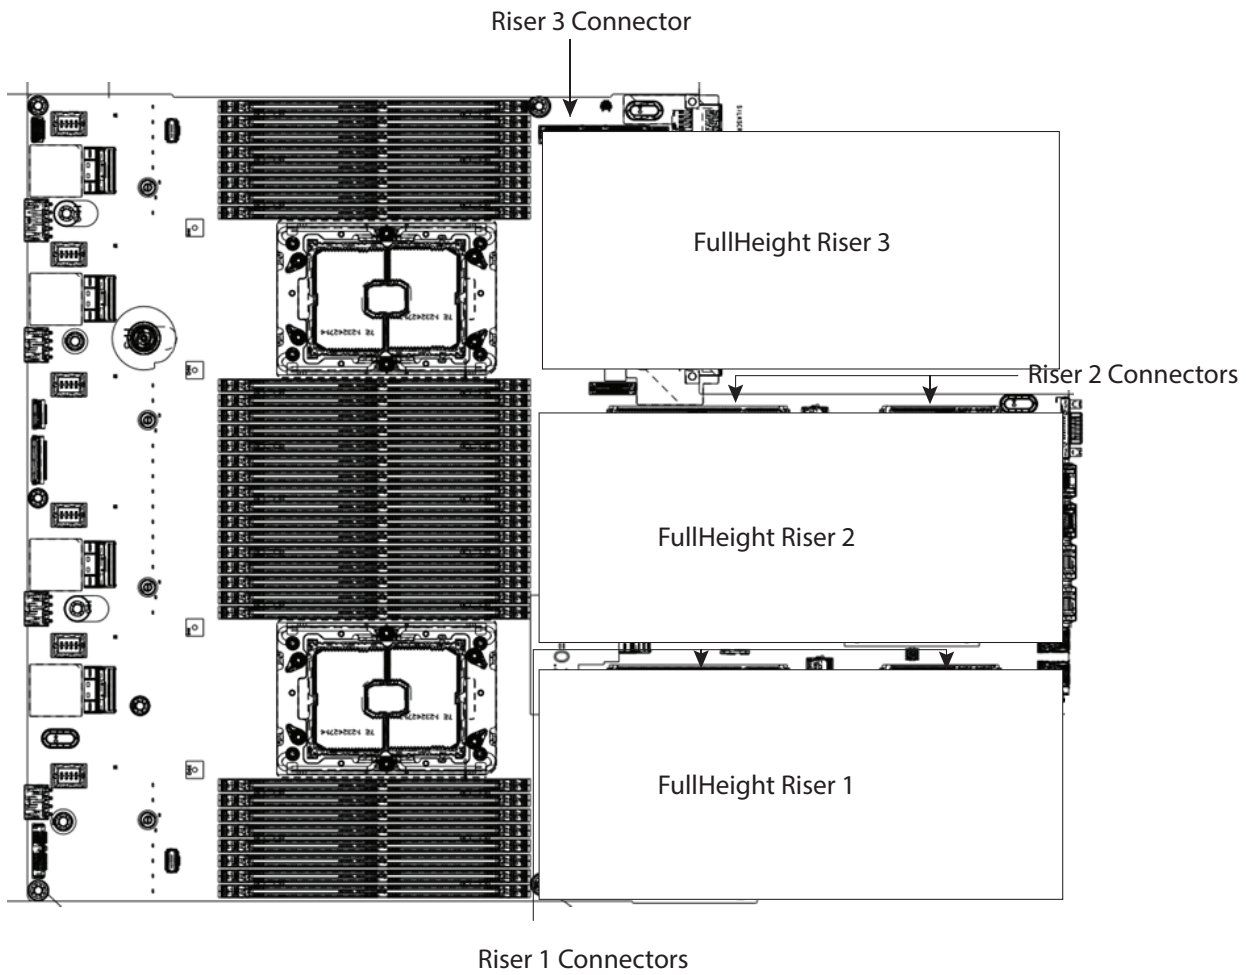 Riser 3 Connector
FullHeight Riser 3
Riser 2 Connectors
FullHeight Riser 2
FullHeight Riser 1
Riser 1 Connectors